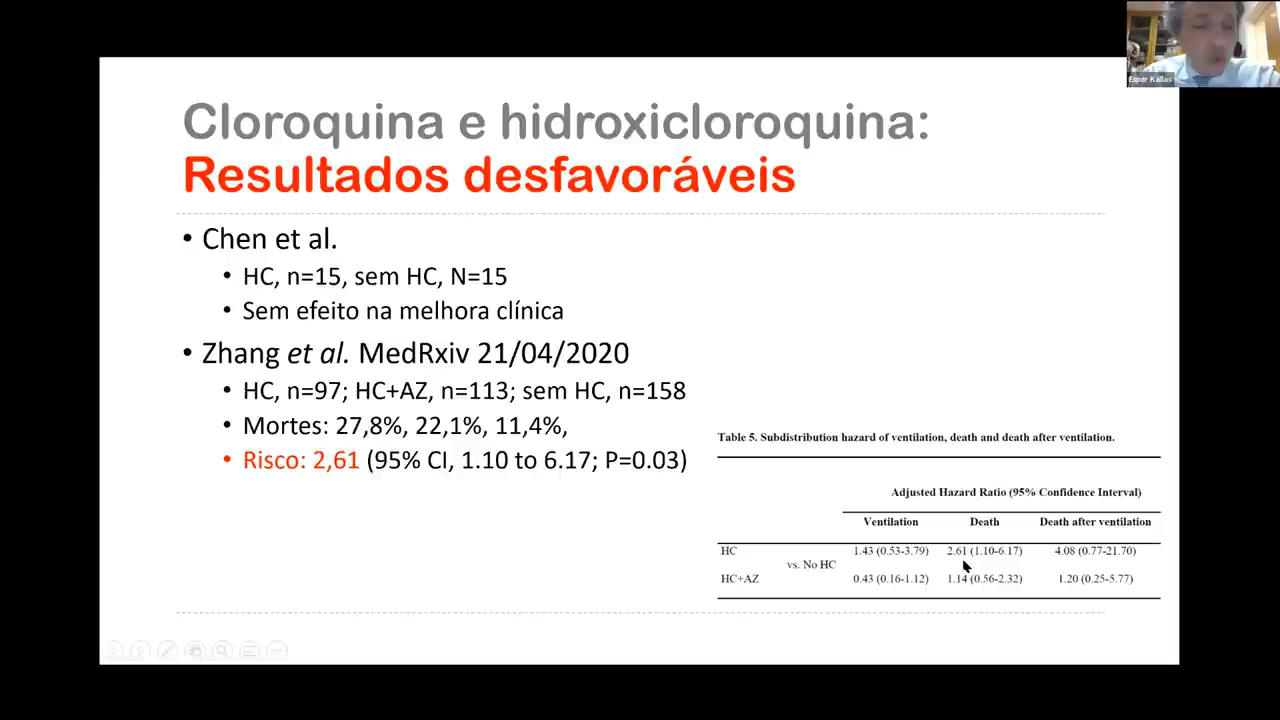 Esper Kallas
Cloroquina e hidroxicloroquina:
Resultados desfavoráveis
• Chen et al.
• HC, n=15, sem HC, N=15
• Sem efeito na melhora clínica
• Zhang et al. MedRxiv 21/04/2020
• HC, n=97; HC+AZ, n=113; sem HC, n=158
• Mortes: 27,8%, 22,1%, 11,4%,
• Risco: 2,61 (95% CI, 1.10 to 6.17; P=0.03)
Table 5. Subdistribution hazard of ventilation, death and death after ventilation.
Adjusted Hazard Ratio (95% Confidence Interval)
Ventilation Death Death after ventilation
HC 1.43 (0.53-3.79) 2.61 (1.10-6.17) 4.08 (0.77-21.70)
vs. No HC
HC+AZ 0.43 (0.16-1.12) 1.14 (0.56-2.32) 1.20 (0.25-5.77)